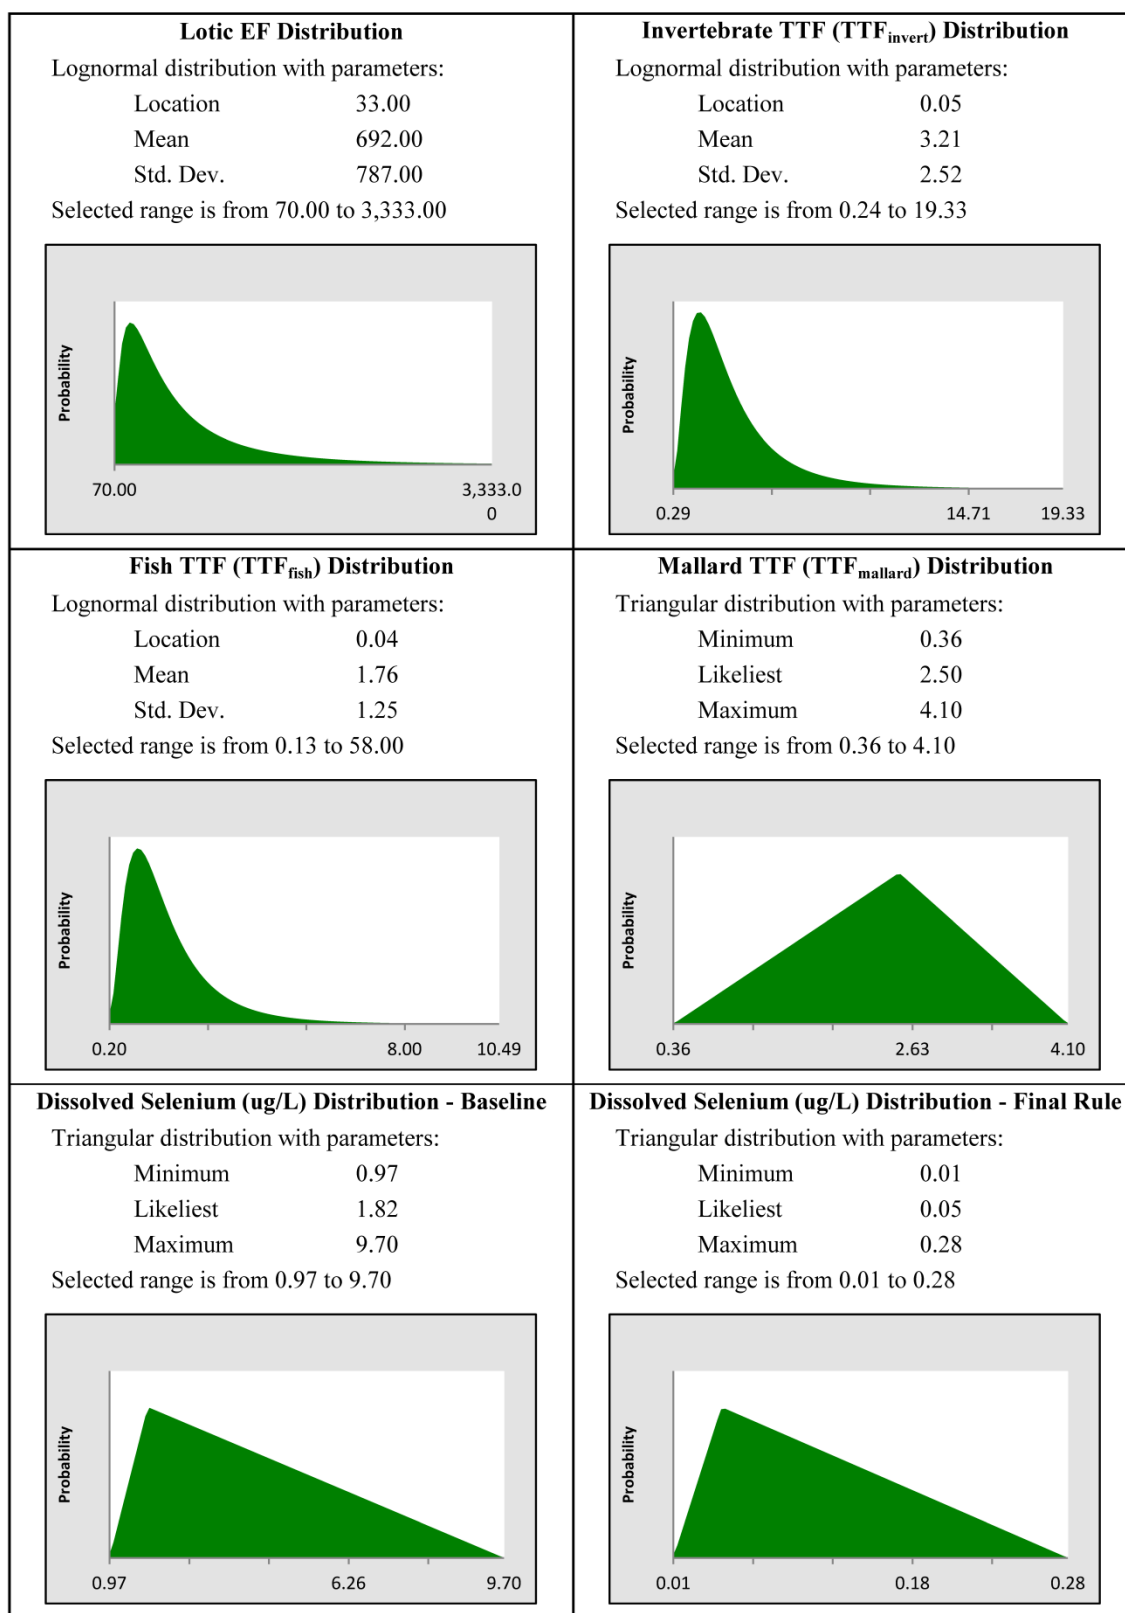 Lotic EF Distribution
Lognormal distribution with parameters:
Location 33.00
Mean 692.00
Std. Dev. 787.00
Selected range is from 70.00 to 3,333.00
Probability
70.00 3,333.0
0
Invertebrate TTF (TTFinvert) Distribution
Lognormal distribution with parameters:
Location 0.05
Mean 3.21
Std. Dev. 2.52
Selected range is from 0.24 to 19.33
Probability
0.29 14.71 19.33
Fish TTF (TTFfish) Distribution
Lognormal distribution with parameters:
Location 0.04
Mean 1.76
Std. Dev. 1.25
Selected range is from 0.13 to 58.00
Probability
0.20 8.00 10.49
Mallard TTF (TTFmallard) Distribution
Triangular distribution with parameters:
Minimum 0.36
Likeliest 2.50
Maximum 4.10
Selected range is from 0.36 to 4.10
Probability
0.36 2.63 4.10
Dissolved Selenium (ug/L) Distribution - Baseline
Triangular distribution with parameters:
Minimum 0.97
Likeliest 1.82
Maximum 9.70
Selected range is from 0.97 to 9.70
Probability
0.97 6.26 9.70
Dissolved Selenium (ug/L) Distribution - Final Rule
Triangular distribution with parameters:
Minimum 0.01
Likeliest 0.05
Maximum 0.28
Selected range is from 0.01 to 0.28
Probability
0.01 0.18 0.28